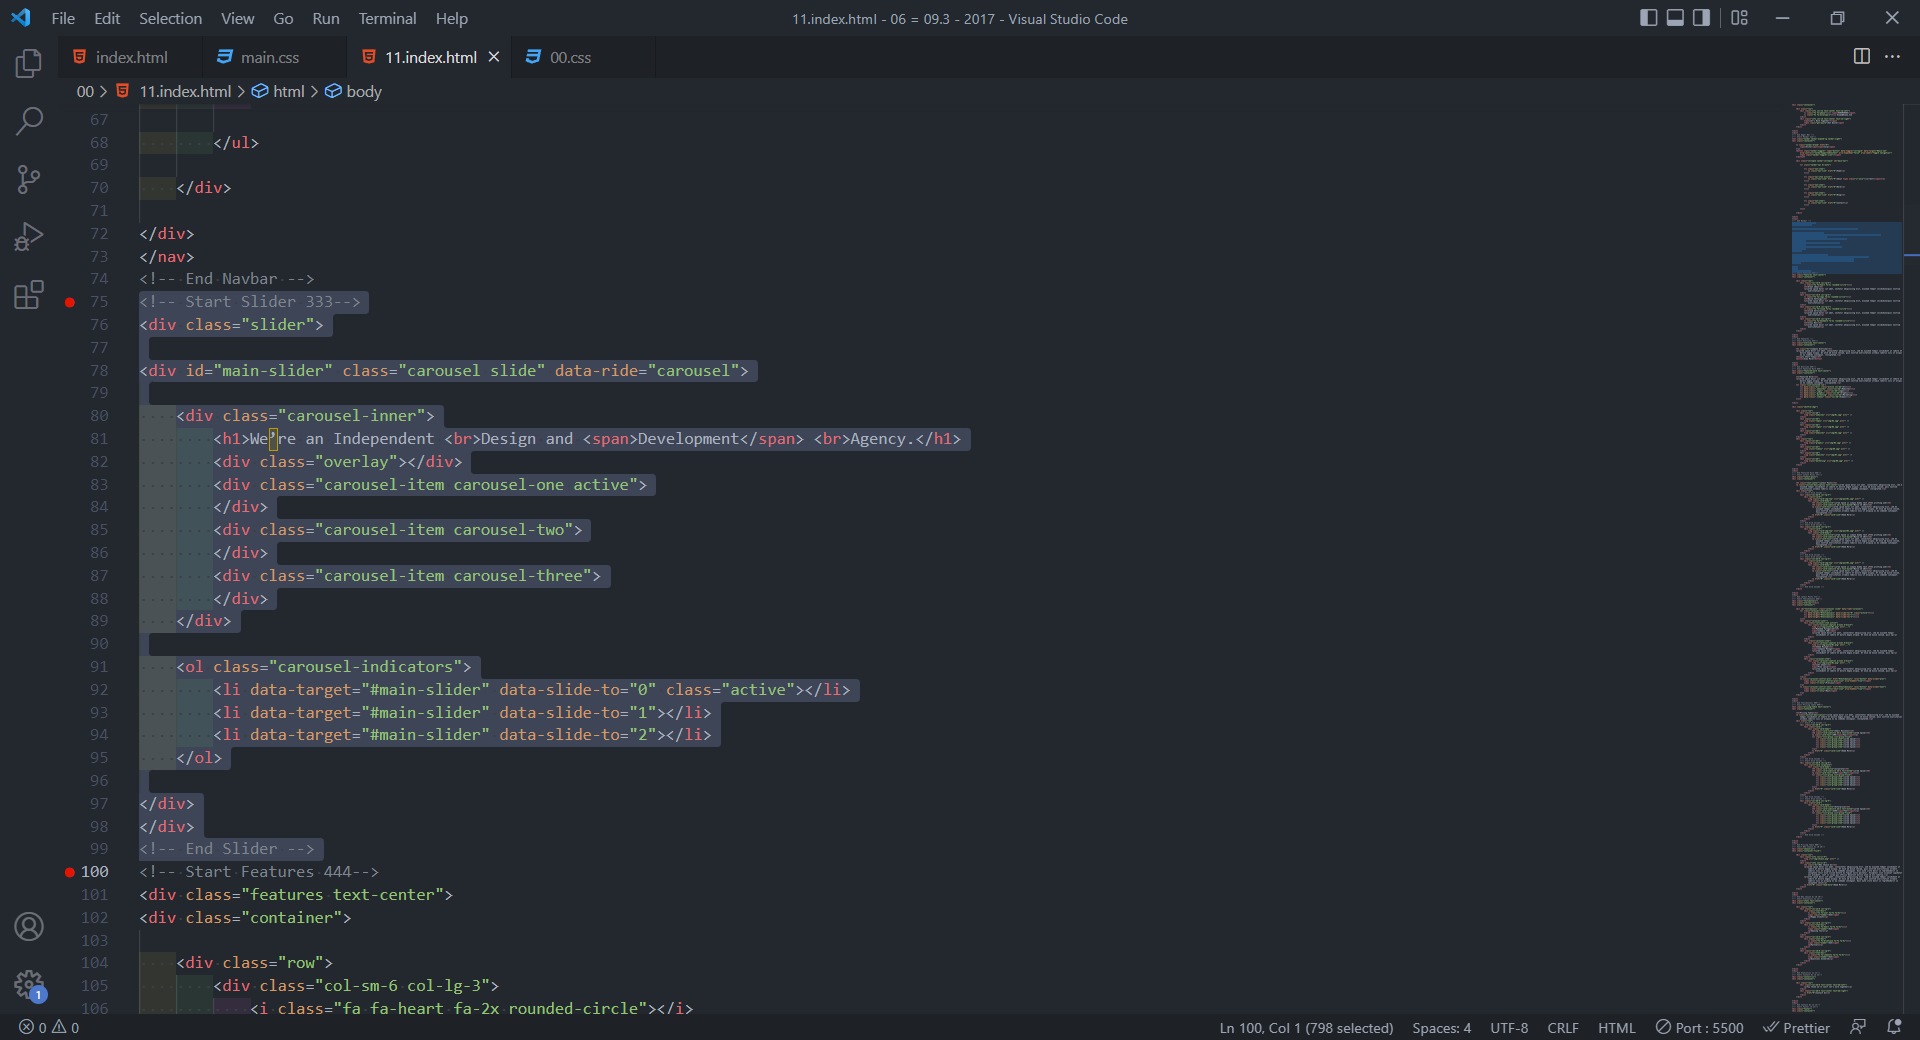 File Edit Selection View Go Run Terminal Help
11.index.html - 06 = 09.3 - 2017 - Visual Studio Code
index.html main.css 11.index.html 00.css
00 > 11.index.html > html > body
67
68 </ul>
69
70 </div>
71
72 </div>
73 </nav>
74 <!-- End Navbar -->
75 <!-- Start Slider 333-->
76 <div class="slider">
77
78 <div id="main-slider" class="carousel slide" data-ride="carousel">
79
80 <div class="carousel-inner">
81 <h1>We’re an Independent <br>Design and <span>Development</span> <br>Agency.</h1>
82 <div class="overlay"></div>
83 <div class="carousel-item carousel-one active">
84 </div>
85 <div class="carousel-item carousel-two">
86 </div>
87 <div class="carousel-item carousel-three">
88 </div>
89 </div>
90
91 <ol class="carousel-indicators">
92 <li data-target="#main-slider" data-slide-to="0" class="active"></li>
93 <li data-target="#main-slider" data-slide-to="1"></li>
94 <li data-target="#main-slider" data-slide-to="2"></li>
95 </ol>
96
97 </div>
98 </div>
99 <!-- End Slider -->
100 <!-- Start Features 444-->
101 <div class="features text-center">
102 <div class="container">
103
104 <div class="row">
105 <div class="col-sm-6 col-lg-3">
106 <i class="fa fa-heart fa-2x rounded-circle"></i>
1
0 0 Ln 100, Col 1 (798 selected) Spaces: 4 UTF-8 CRLF HTML Port : 5500 Prettier